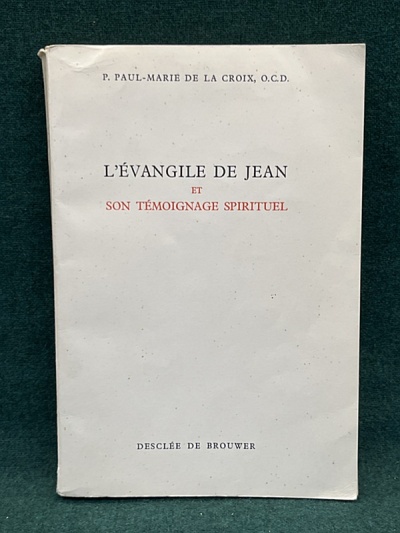 P. PAUL-MARIE DE LA CROIX, O.C.D.
L'ÉVANGILE DE JEAN
ET
SON TÉMOIGNAGE SPIRITUEL
DESCLÉE DE BROUWER